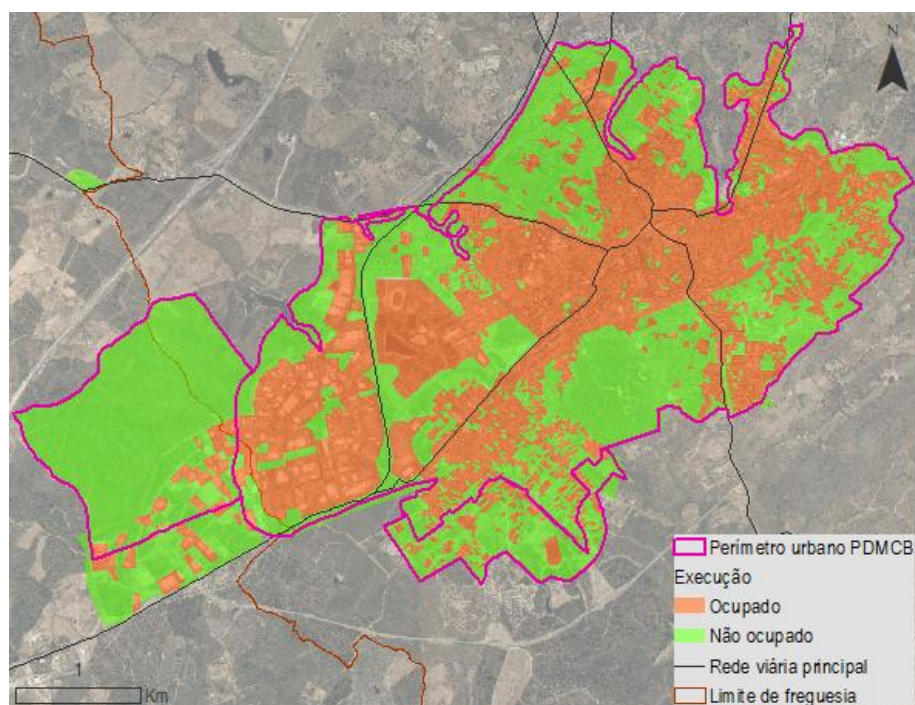 N
Perímetro urbano PDMCB
Execução
Ocupado
Não ocupado
Rede viária principal
Limite de freguesia
1
Km